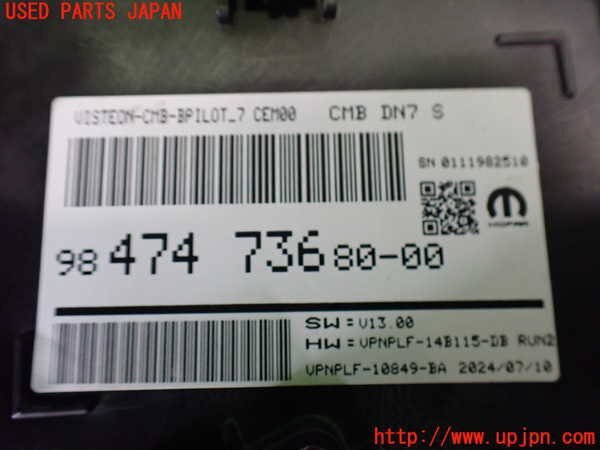 USED PARTS JAPAN
VISTEON-CMB-BPILOT_7 CEM00 CMB DN7 S
SN 0111982510
MOPAR
98 474 736 80-00
SW = V13.00
HW = VPNPLF-14B115-DB RUN2
VPNPLF-10849-BA 2024/07/10
http://www.upjpn.com